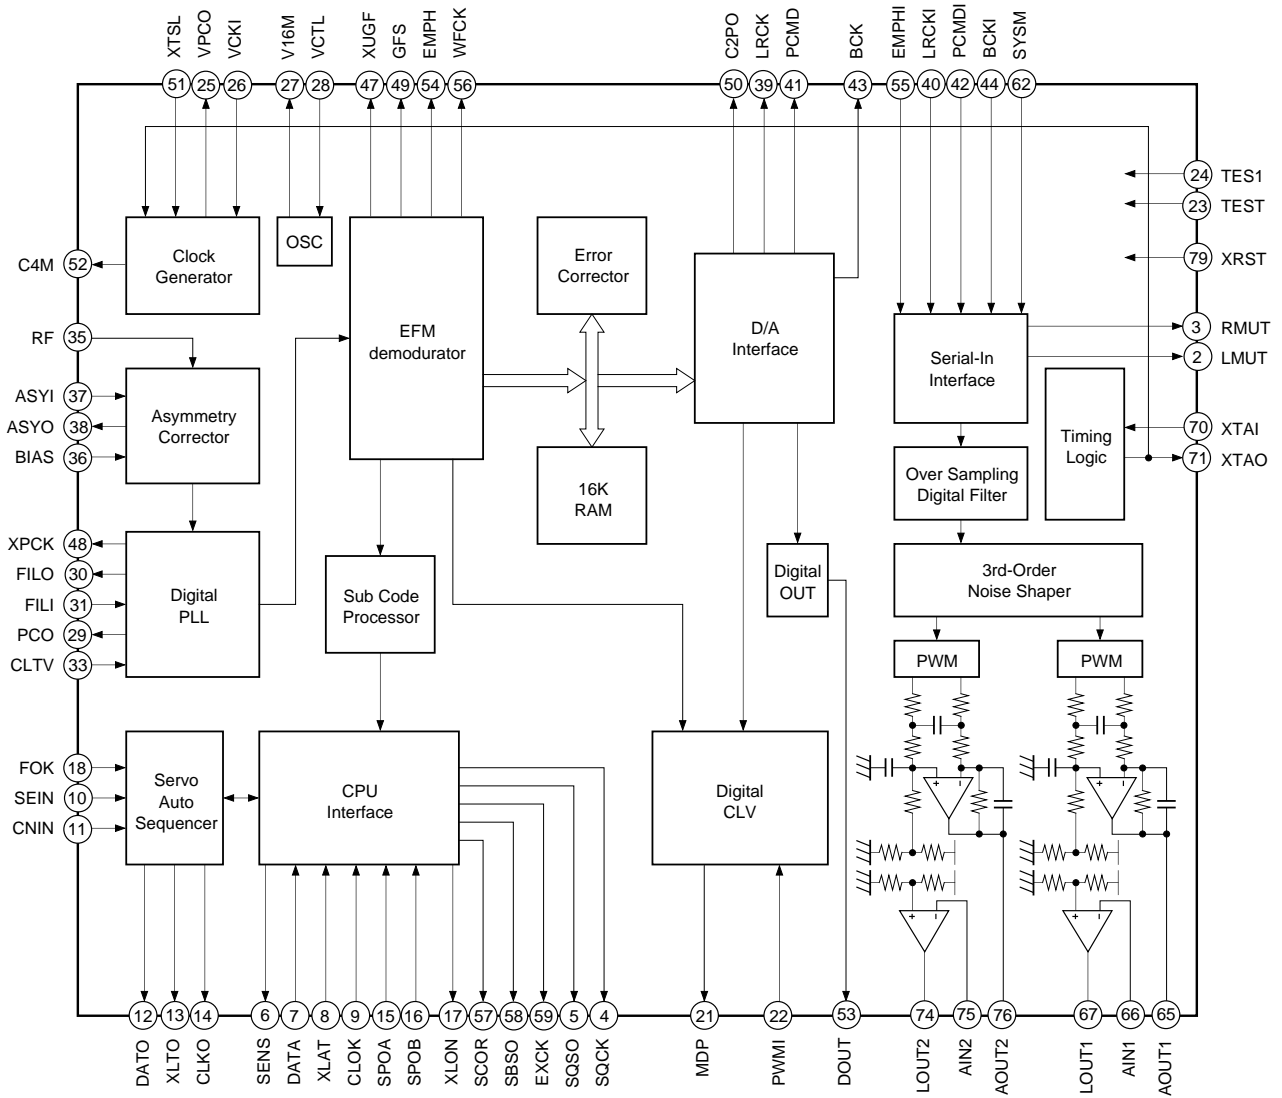 XTSL VPCO VCKI V16M VCTL XUGF GFS EMPH WFCK C2PO LRCK PCMD BCK EMPHI LRCKI PCMDI BCKI SYSM
51 25 26 27 28 47 49 54 56 50 39 41 43 55 40 42 44 62
24 TES1
23 TEST
79 XRST
3 RMUT
2 LMUT
70 XTAI
71 XTAO
C4M 52
RF 35
ASYI 37
ASYO 38
BIAS 36
XPCK 48
FILO 30
FILI 31
PCO 29
CLTV 33
FOK 18
SEIN 10
CNIN 11
Clock
Generator
OSC
EFM
demodurator
Error
Corrector
D/A
Interface
Serial-In
Interface
Asymmetry
Corrector
Timing
Logic
16K
RAM
Over Sampling
Digital Filter
Digital
PLL
Sub Code
Processor
Digital
OUT
3rd-Order
Noise Shaper
PWM
PWM
Servo
Auto
Sequencer
CPU
Interface
Digital
CLV
+ −
+ −
+ −
+ −
12 13 14 6 7 8 9 15 16 17 57 58 59 5 4 21 22 53 74 75 76 67 66 65
DATO XLTO CLKO SENS DATA XLAT CLOK SPOA SPOB XLON SCOR SBSO EXCK SQSO SQCK MDP PWMI DOUT LOUT2 AIN2 AOUT2 LOUT1 AIN1 AOUT1